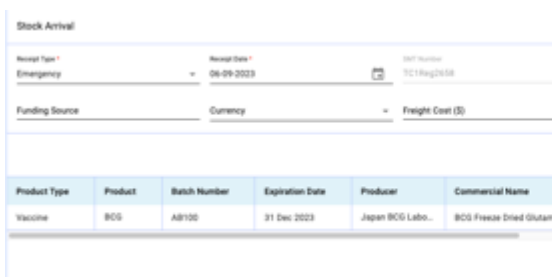 Stock Arrival
Receipt Type * Receipt Date * SMT Number
Emergency 06-09-2023 TC1Reg2658
Funding Source Currency Freight Cost ($)
Product Type Product Batch Number Expiration Date Producer Commercial Name
Vaccine BCG AB100 31 Dec 2023 Japan BCG Labo... BCG Freeze Dried Glutam